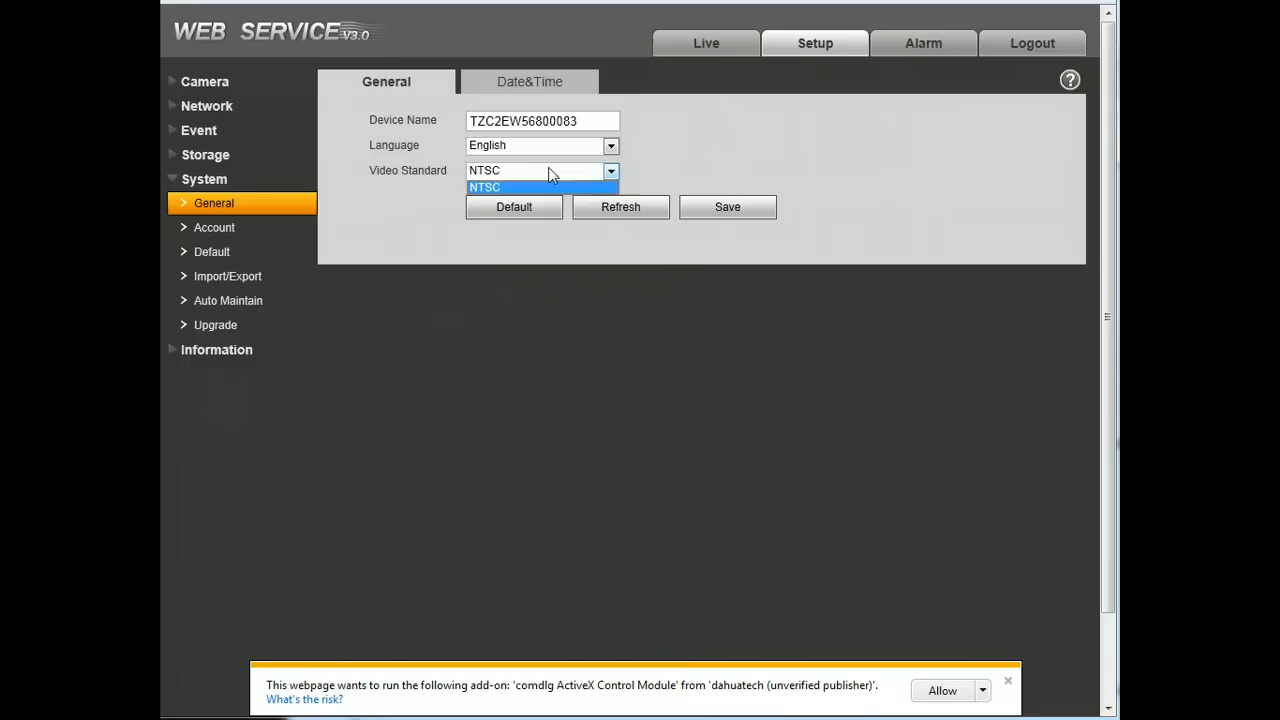 WEB SERVICE V3.0
Live
Setup
Alarm
Logout
Camera
Network
Event
Storage
System
General
Account
Default
Import/Export
Auto Maintain
Upgrade
Information
General
Date&Time
?
Device Name
TZC2EW56800083
Language
English
Video Standard
NTSC
NTSC
Default
Refresh
Save
This webpage wants to run the following add-on: 'comdlg ActiveX Control Module' from 'dahuatech (unverified publisher)'.
What's the risk?
Allow